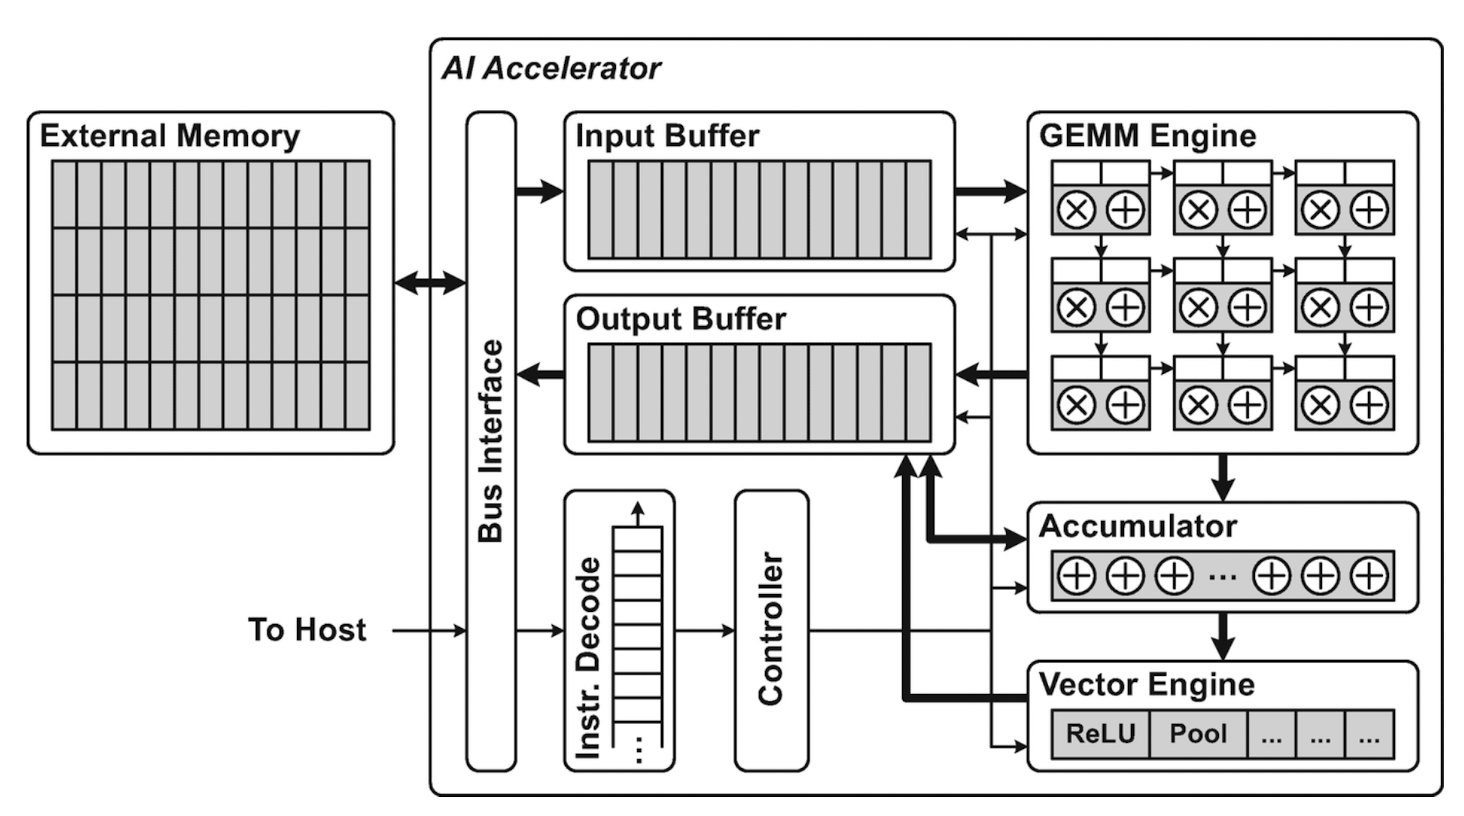 AI Accelerator
External Memory
Input Buffer
GEMM Engine
Output Buffer
Bus Interface
Instr. Decode
...
Controller
To Host
Accumulator
...
Vector Engine
ReLU Pool ... ... ...